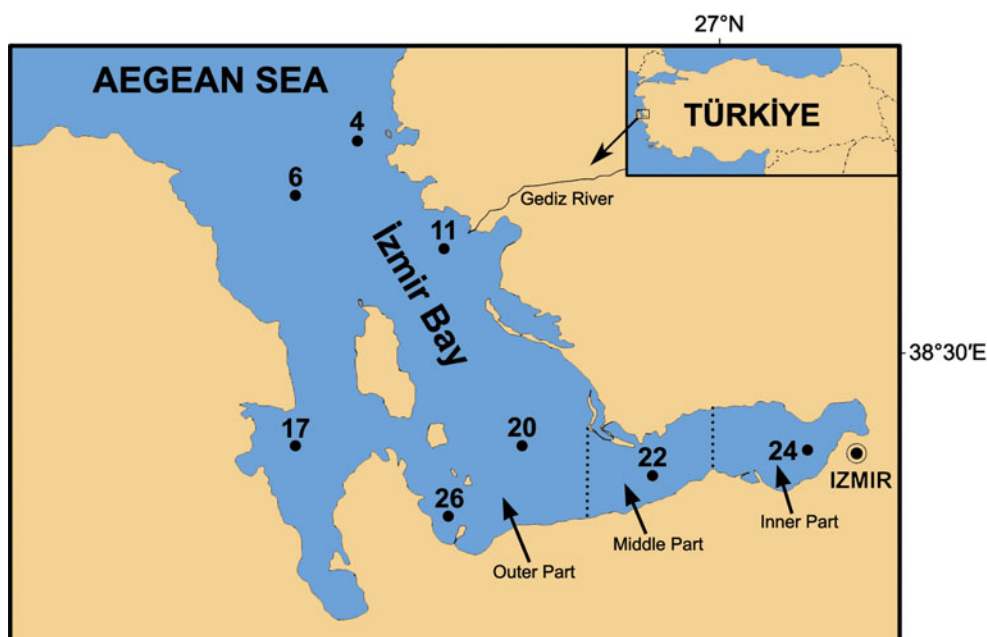 27°N
AEGEAN SEA
TÜRKİYE
4
6
Gediz River
11
İzmir Bay
38°30'E
17
20
22
24
IZMIR
26
Inner Part
Middle Part
Outer Part